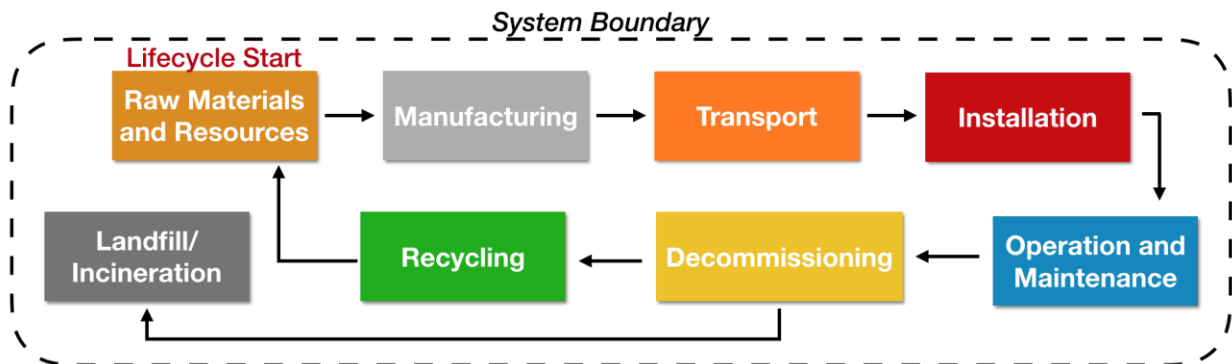 System Boundary
Lifecycle Start
Raw Materials
and Resources
Manufacturing
Transport
Installation
Landfill/
Incineration
Recycling
Decommissioning
Operation and
Maintenance